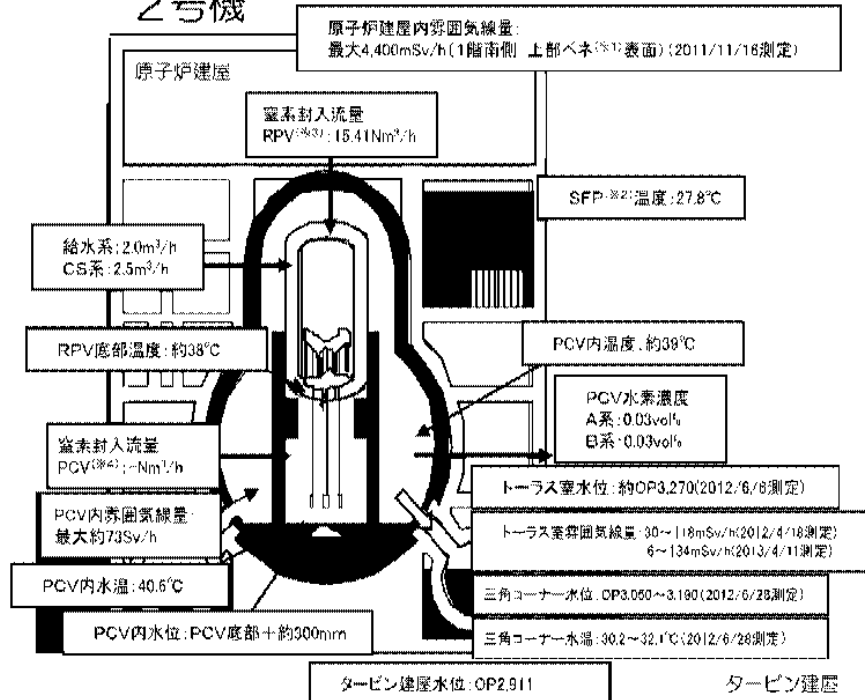 2号機
原子炉建屋内雰囲気線量:
最大4,400mSv/h(1階南側 上部ペネ(※1)表面)(2011/11/16測定)
原子炉建屋
窒素封入流量
RPV(※3):15.41Nm³/h
SFP(※2)温度:27.8℃
給水系:2.0m³/h
CS系:2.5m³/h
RPV底部温度:約38℃
PCV内温度:約39℃
PCV水素濃度
A系:0.03vol%
B系:0.03vol%
窒素封入流量
PCV(※4):-Nm³/h
トーラス室水位:約OP3,270(2012/6/6測定)
PCV内雰囲気線量:
最大約73Sv/h
トーラス室雰囲気線量:30~118mSv/h(2012/4/18測定)
6~134mSv/h(2013/4/11測定)
PCV内水温:40.6℃
三角コーナー水位:OP3,050~3,190(2012/6/28測定)
PCV内水位:PCV底部+約300mm
三角コーナー水温:30.2~32.1℃(2012/6/28測定)
タービン建屋水位:OP2,911
タービン建屋